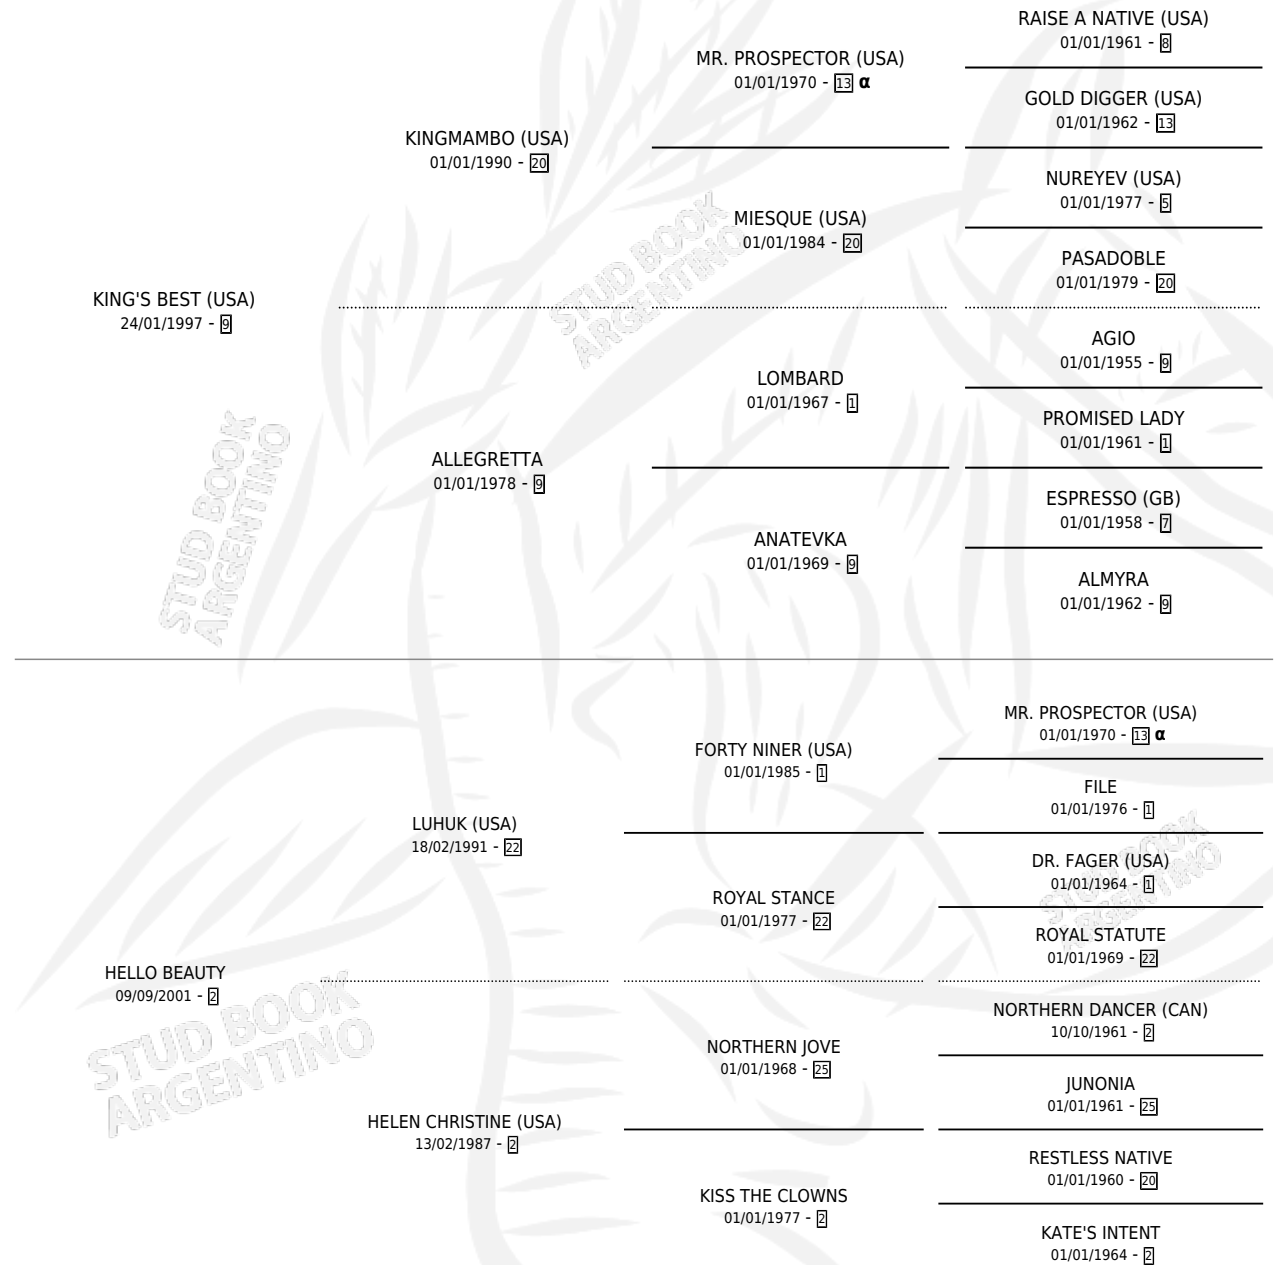 RAISE A NATIVE (USA)
01/01/1961 - 8
MR. PROSPECTOR (USA)
01/01/1970 - 13 α
GOLD DIGGER (USA)
01/01/1962 - 13
KINGMAMBO (USA)
01/01/1990 - 20
NUREYEV (USA)
01/01/1977 - 5
MIESQUE (USA)
01/01/1984 - 20
PASADOBLE
01/01/1979 - 20
KING'S BEST (USA)
24/01/1997 - 9
STUD BOOK
ARGENTINO
AGIO
01/01/1955 - 9
LOMBARD
01/01/1967 - 1
PROMISED LADY
01/01/1961 - 1
ALLEGRETTA
01/01/1978 - 9
ESPRESSO (GB)
01/01/1958 - 7
ANATEVKA
01/01/1969 - 9
ALMYRA
01/01/1962 - 9
STUD BOOK
ARGENTINO
MR. PROSPECTOR (USA)
01/01/1970 - 13 α
FORTY NINER (USA)
01/01/1985 - 1
FILE
01/01/1976 - 1
LUHUK (USA)
18/02/1991 - 22
DR. FAGER (USA)
01/01/1964 - 1
ROYAL STANCE
01/01/1977 - 22
ROYAL STATUTE
01/01/1969 - 22
STUD BOOK
ARGENTINO
HELLO BEAUTY
09/09/2001 - 2
NORTHERN DANCER (CAN)
10/10/1961 - 2
NORTHERN JOVE
01/01/1968 - 25
JUNONIA
01/01/1961 - 25
HELEN CHRISTINE (USA)
13/02/1987 - 2
RESTLESS NATIVE
01/01/1960 - 20
KISS THE CLOWNS
01/01/1977 - 2
KATE'S INTENT
01/01/1964 - 2
STUD BOOK
ARGENTINO